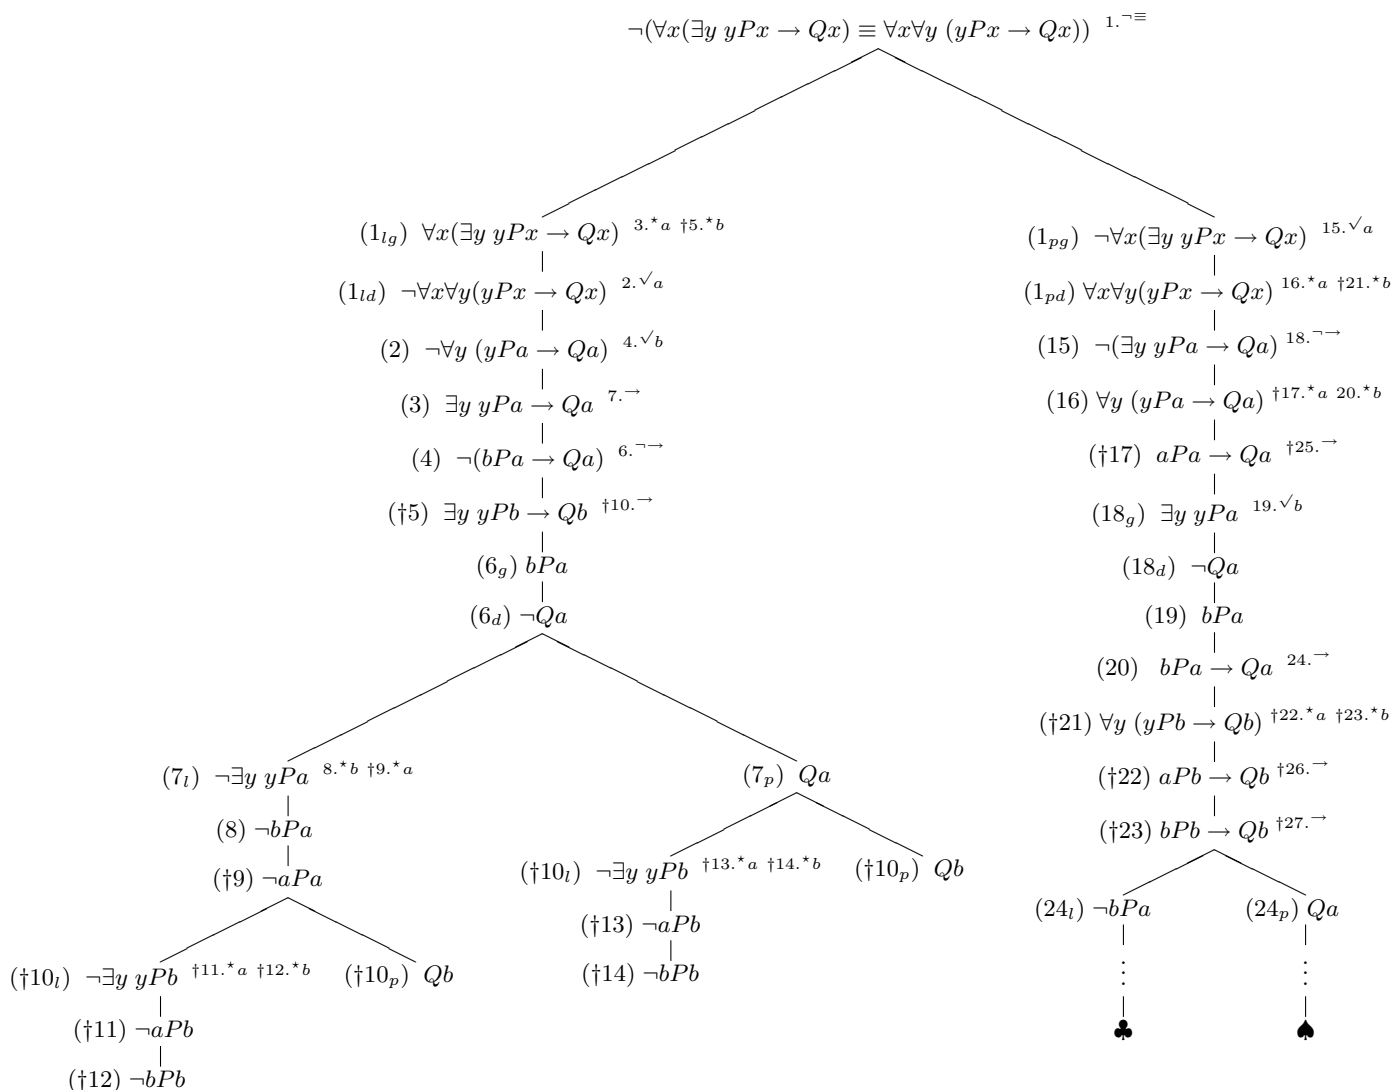 ¬(∀x(∃y yPx → Qx) ≡ ∀x∀y (yPx → Qx)) 1.¬≡
(1lg) ∀x(∃y yPx → Qx) 3.⋆a †5.⋆b
(1pg) ¬∀x(∃y yPx → Qx) 15.√a
(1ld) ¬∀x∀y(yPx → Qx) 2.√a
(1pd) ∀x∀y(yPx → Qx) 16.⋆a †21.⋆b
(2) ¬∀y (yPa → Qa) 4.√b
(15) ¬(∃y yPa → Qa) 18.¬→
(3) ∃y yPa → Qa 7.→
(16) ∀y (yPa → Qa) †17.⋆a 20.⋆b
(4) ¬(bPa → Qa) 6.¬→
(†17) aPa → Qa †25.→
(†5) ∃y yPb → Qb †10.→
(18g) ∃y yPa 19.√b
(6g) bPa
(18d) ¬Qa
(6d) ¬Qa
(19) bPa
(20) bPa → Qa 24.→
(†21) ∀y (yPb → Qb) †22.⋆a †23.⋆b
(7l) ¬∃y yPa 8.⋆b †9.⋆a
(7p) Qa
(†22) aPb → Qb †26.→
(8) ¬bPa
(†23) bPb → Qb †27.→
(†9) ¬aPa
(†10l) ¬∃y yPb †13.⋆a †14.⋆b
(†10p) Qb
(24l) ¬bPa
(24p) Qa
(†13) ¬aPb
(†10l) ¬∃y yPb †11.⋆a †12.⋆b
(†10p) Qb
(†14) ¬bPb
⋮
⋮
(†11) ¬aPb
♣
♠
(†12) ¬bPb